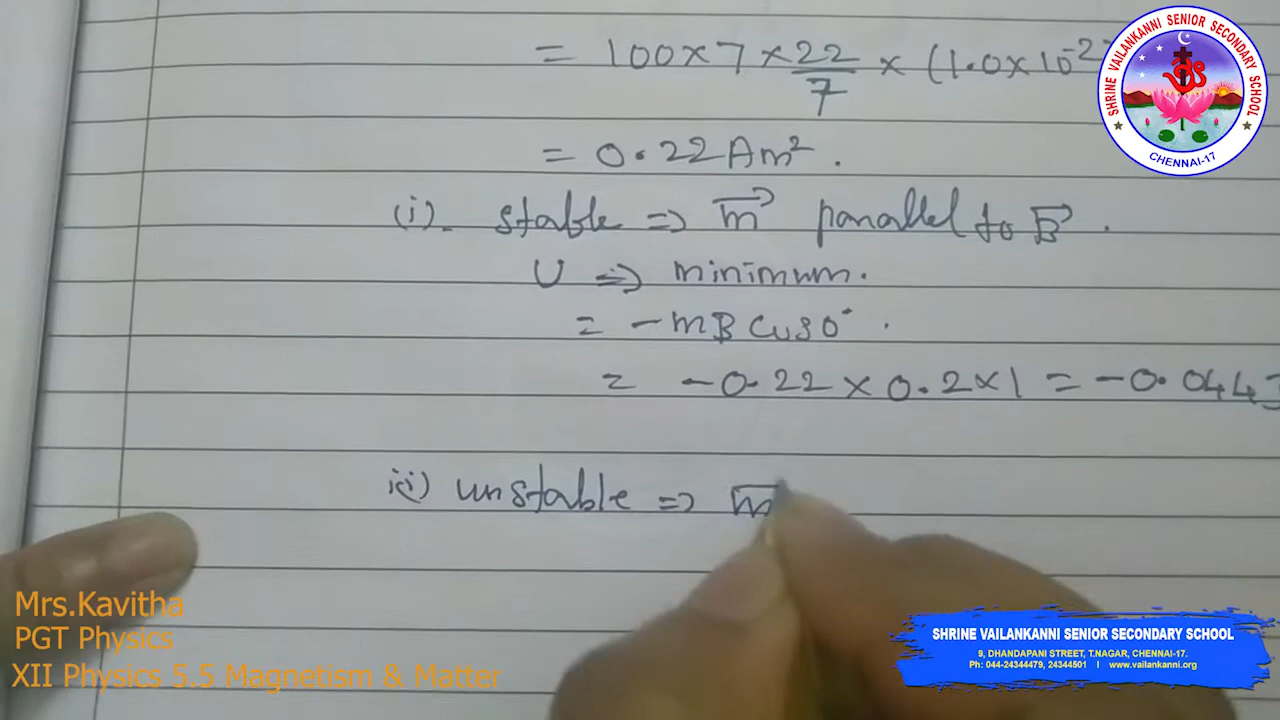 = 100 × 7 × 22/7 × (1.0 × 10⁻²
= 0.22 Am².
(i). stable => m⃗ parallel to B⃗.
U => minimum.
= -mB Cos 0°.
= -0.22 × 0.2 × 1 = -0.044J
ii) unstable => m
SHRINE VAILANKANNI SENIOR SECONDARY SCHOOL
CHENNAI-17
Mrs.Kavitha
PGT Physics
XII Physics 5.5 Magnetism & Matter
SHRINE VAILANKANNI SENIOR SECONDARY SCHOOL
9, DHANDAPANI STREET, T.NAGAR, CHENNAI-17.
Ph: 044-24344479, 24344501 | www.vailankanni.org